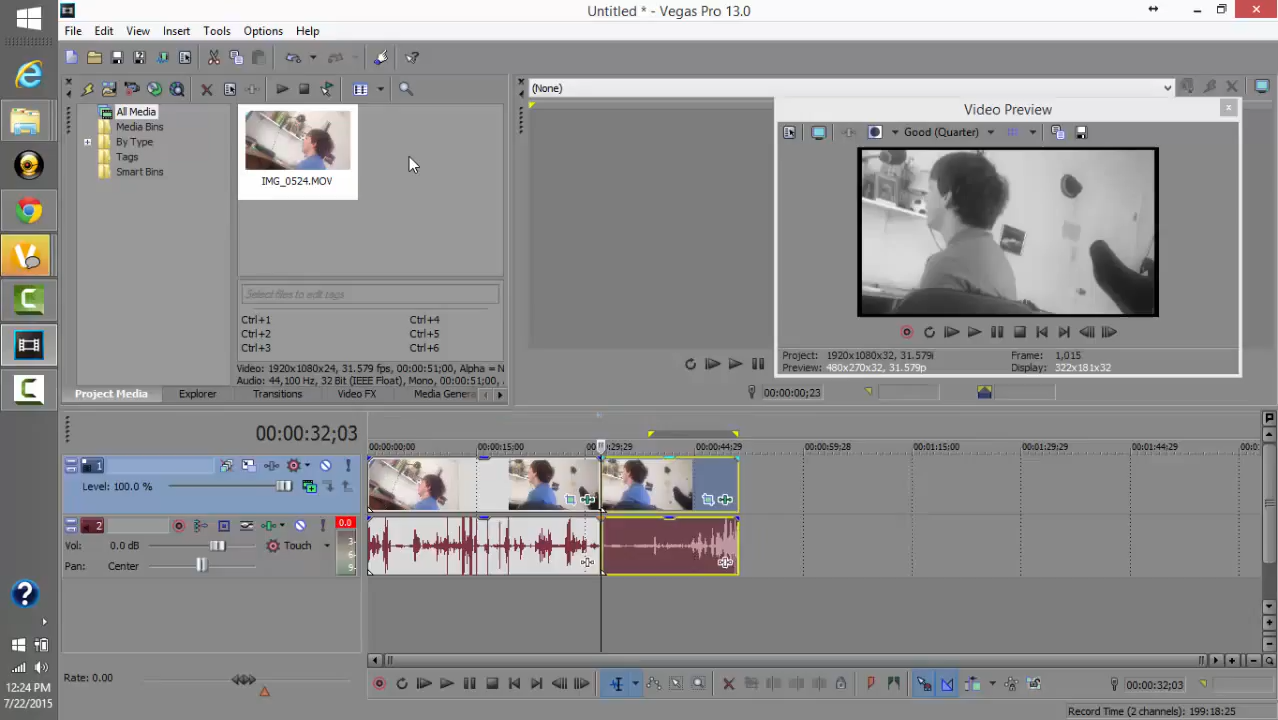 Untitled * - Vegas Pro 13.0
File Edit View Insert Tools Options Help
(None)
All Media
Media Bins
By Type
Tags
Smart Bins
IMG_0524.MOV
Select files to edit tags
Ctrl+1 Ctrl+4
Ctrl+2 Ctrl+5
Ctrl+3 Ctrl+6
Video: 1920x1080x24, 31.579 fps, 00:00:51;00, Alpha = N
Audio: 44,100 Hz, 32 Bit (IEEE Float), Mono, 00:00:51;00,
Project Media Explorer Transitions Video FX Media Gener
Video Preview
Good (Quarter)
Project: 1920x1080x32, 31.579i Frame: 1,015
Preview: 480x270x32, 31.579p Display: 322x181x32
00:00:00;23
00:00:32;03
00:00:00;00 00:00:15;00 00:00:29;29 00:00:44;29 00:00:59;28 00:01:15;00 00:01:29;29 00:01:44;29 00:0
1
Level: 100.0 %
2
0.0
Vol: 0.0 dB Touch
Pan: Center
3-
6-
9-
Rate: 0.00
00:00:32;03
Record Time (2 channels): 199:18:25
12:24 PM
7/22/2015